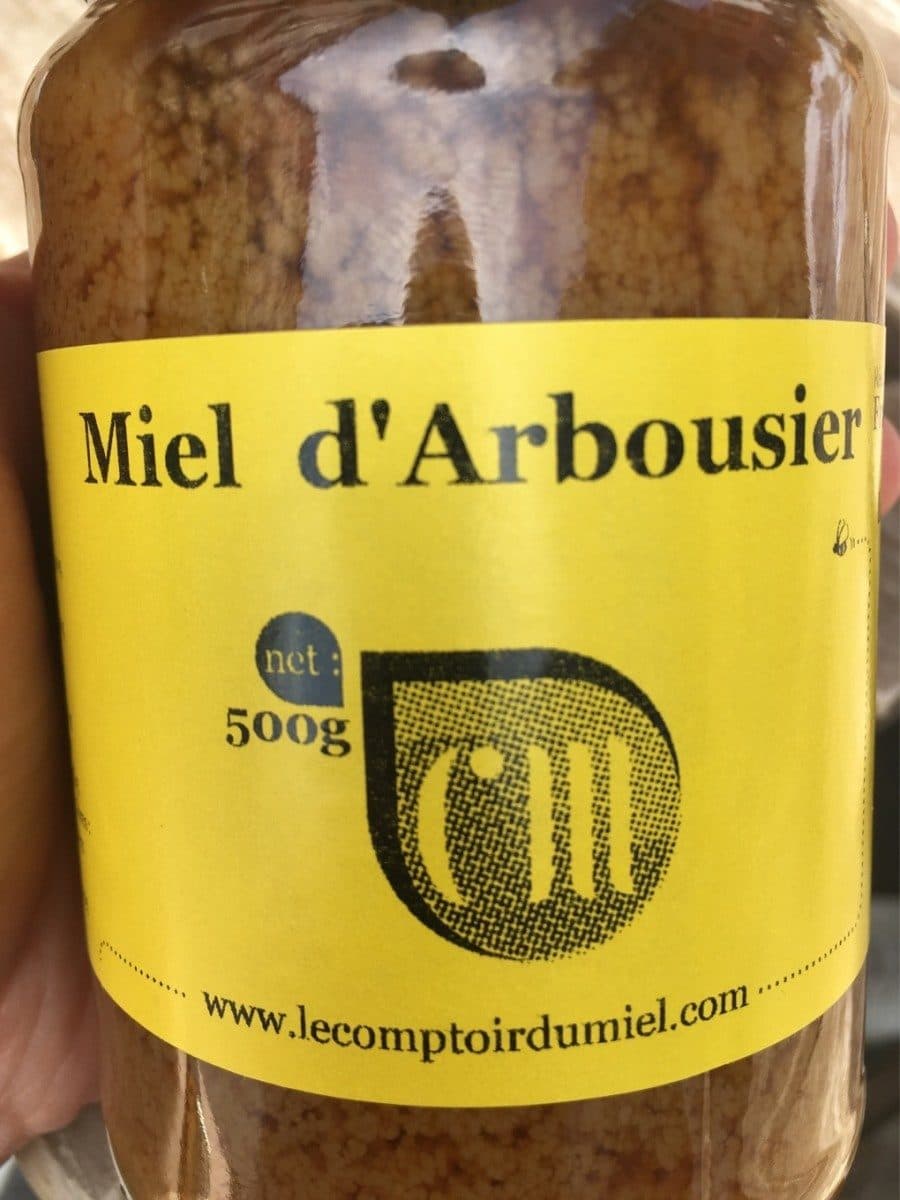 Miel d'Arbousier
net :
500g
www.lecomptoirdumiel.com